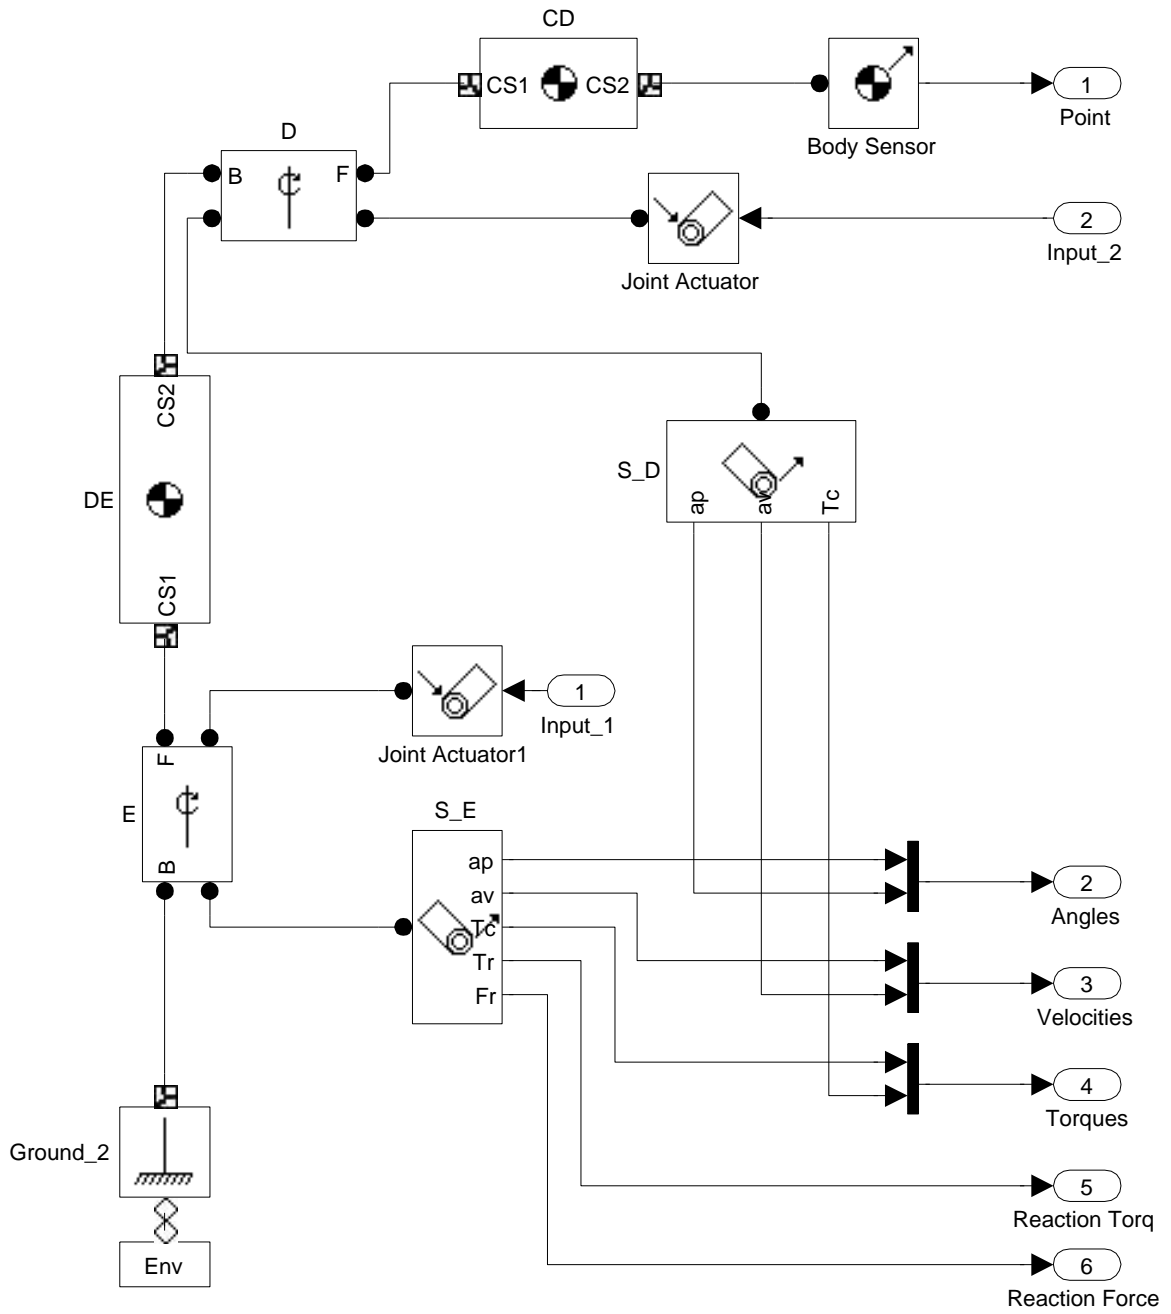 CD
CS1
CS2
Body Sensor
1
Point
D
B
F
Joint Actuator
2
Input_2
CS2
DE
CS1
S_D
ap
av
Tc
Joint Actuator1
1
Input_1
F
E
B
S_E
ap
av
Tc
Tr
Fr
2
Angles
3
Velocities
4
Torques
5
Reaction Torq
6
Reaction Force
Ground_2
Env